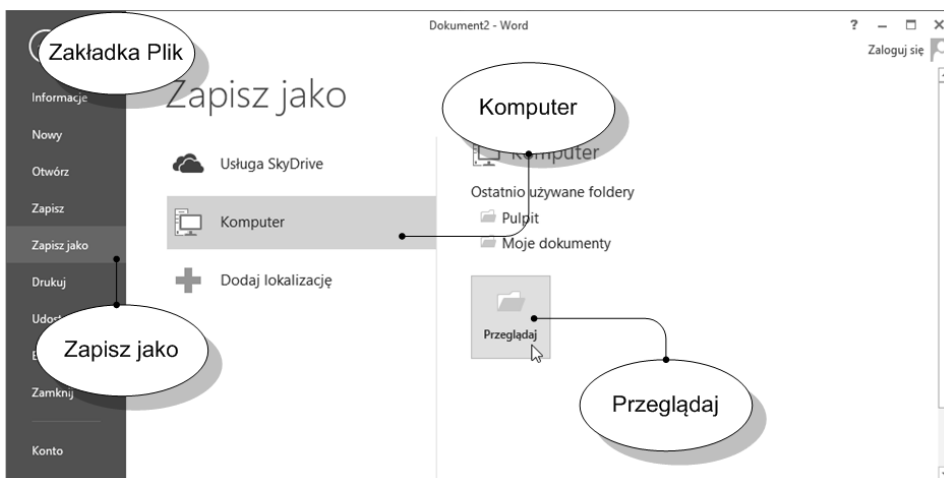 Dokument2 - Word
?
Zaloguj się
Zakładka Plik
Informacje
Nowy
Otwórz
Zapisz
Zapisz jako
Drukuj
Zamknij
Konto
Zapisz jako
Zapisz jako
Usługa SkyDrive
Komputer
Dodaj lokalizację
Komputer
Komputer
Ostatnio używane foldery
Pulpit
Moje dokumenty
Przeglądaj
Przeglądaj